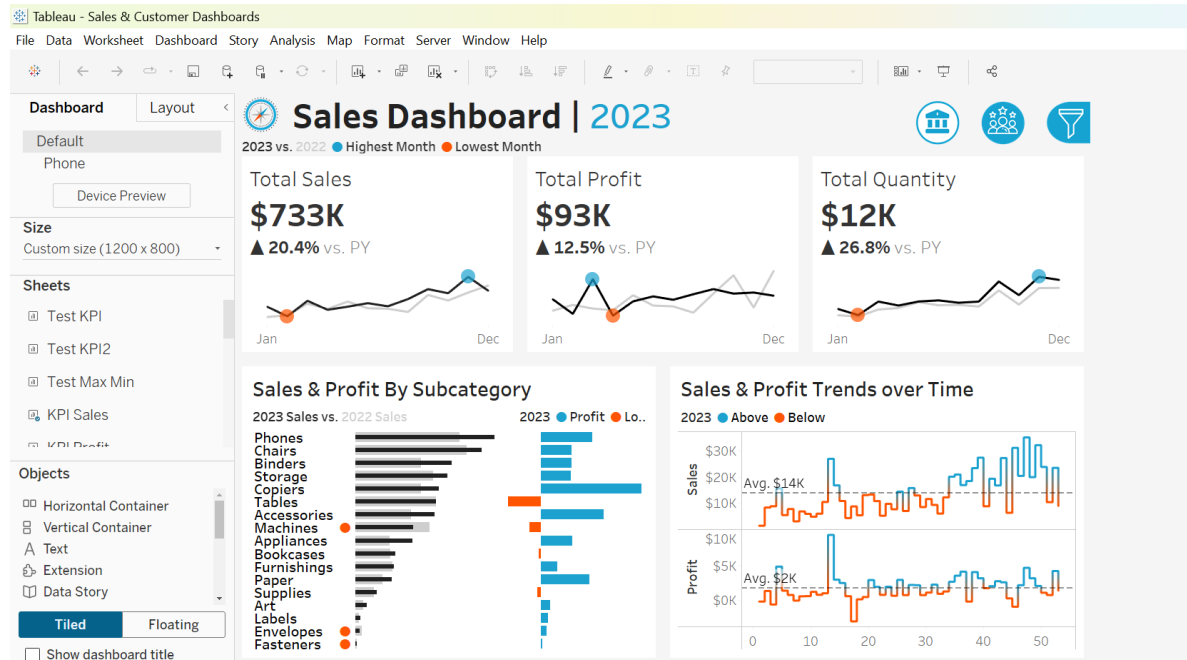 Tableau - Sales & Customer Dashboards
File Data Worksheet Dashboard Story Analysis Map Format Server Window Help
Dashboard Layout
Default
Phone
Device Preview
Size
Custom size (1200 x 800)
Sheets
Test KPI
Test KPI2
Test Max Min
KPI Sales
KPI Profit
Objects
Horizontal Container
Vertical Container
Text
Extension
Data Story
Tiled Floating
Show dashboard title
Sales Dashboard | 2023
2023 vs. 2022 Highest Month Lowest Month
Total Sales
$733K
▲ 20.4% vs. PY
Jan Dec
Total Profit
$93K
▲ 12.5% vs. PY
Jan Dec
Total Quantity
$12K
▲ 26.8% vs. PY
Jan Dec
Sales & Profit By Subcategory
2023 Sales vs. 2022 Sales 2023 Profit Lo..
Phones
Chairs
Binders
Storage
Copiers
Tables
Accessories
Machines
Appliances
Bookcases
Furnishings
Paper
Supplies
Art
Labels
Envelopes
Fasteners
Sales & Profit Trends over Time
2023 Above Below
Sales
$30K
$20K
$10K
Avg. $14K
Profit
$10K
$5K
$0K
Avg. $2K
0 10 20 30 40 50